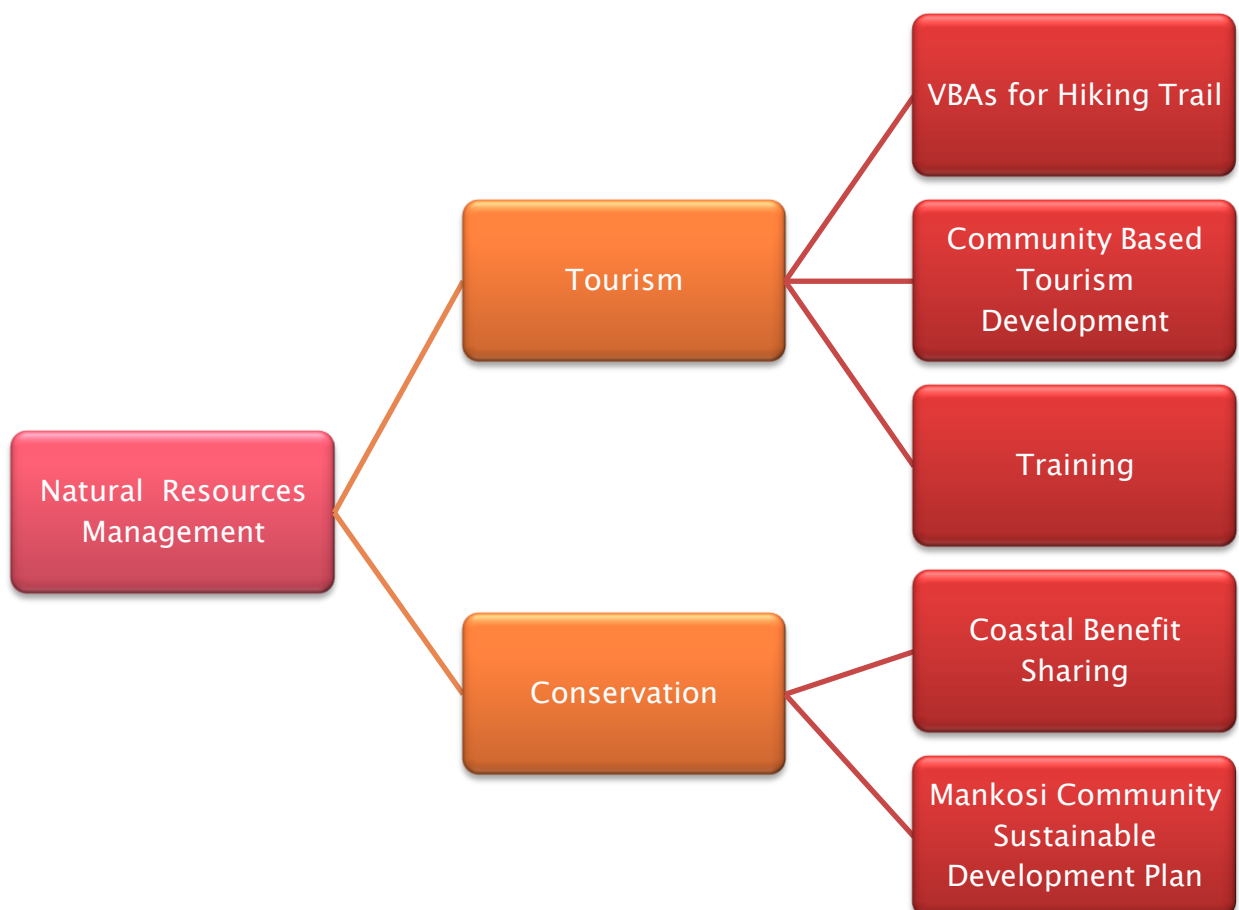 VBAs for Hiking Trail
Community Based
Tourism
Development
Tourism
Training
Natural  Resources
Management
Coastal Benefit
Sharing
Conservation
Mankosi Community
Sustainable
Development Plan